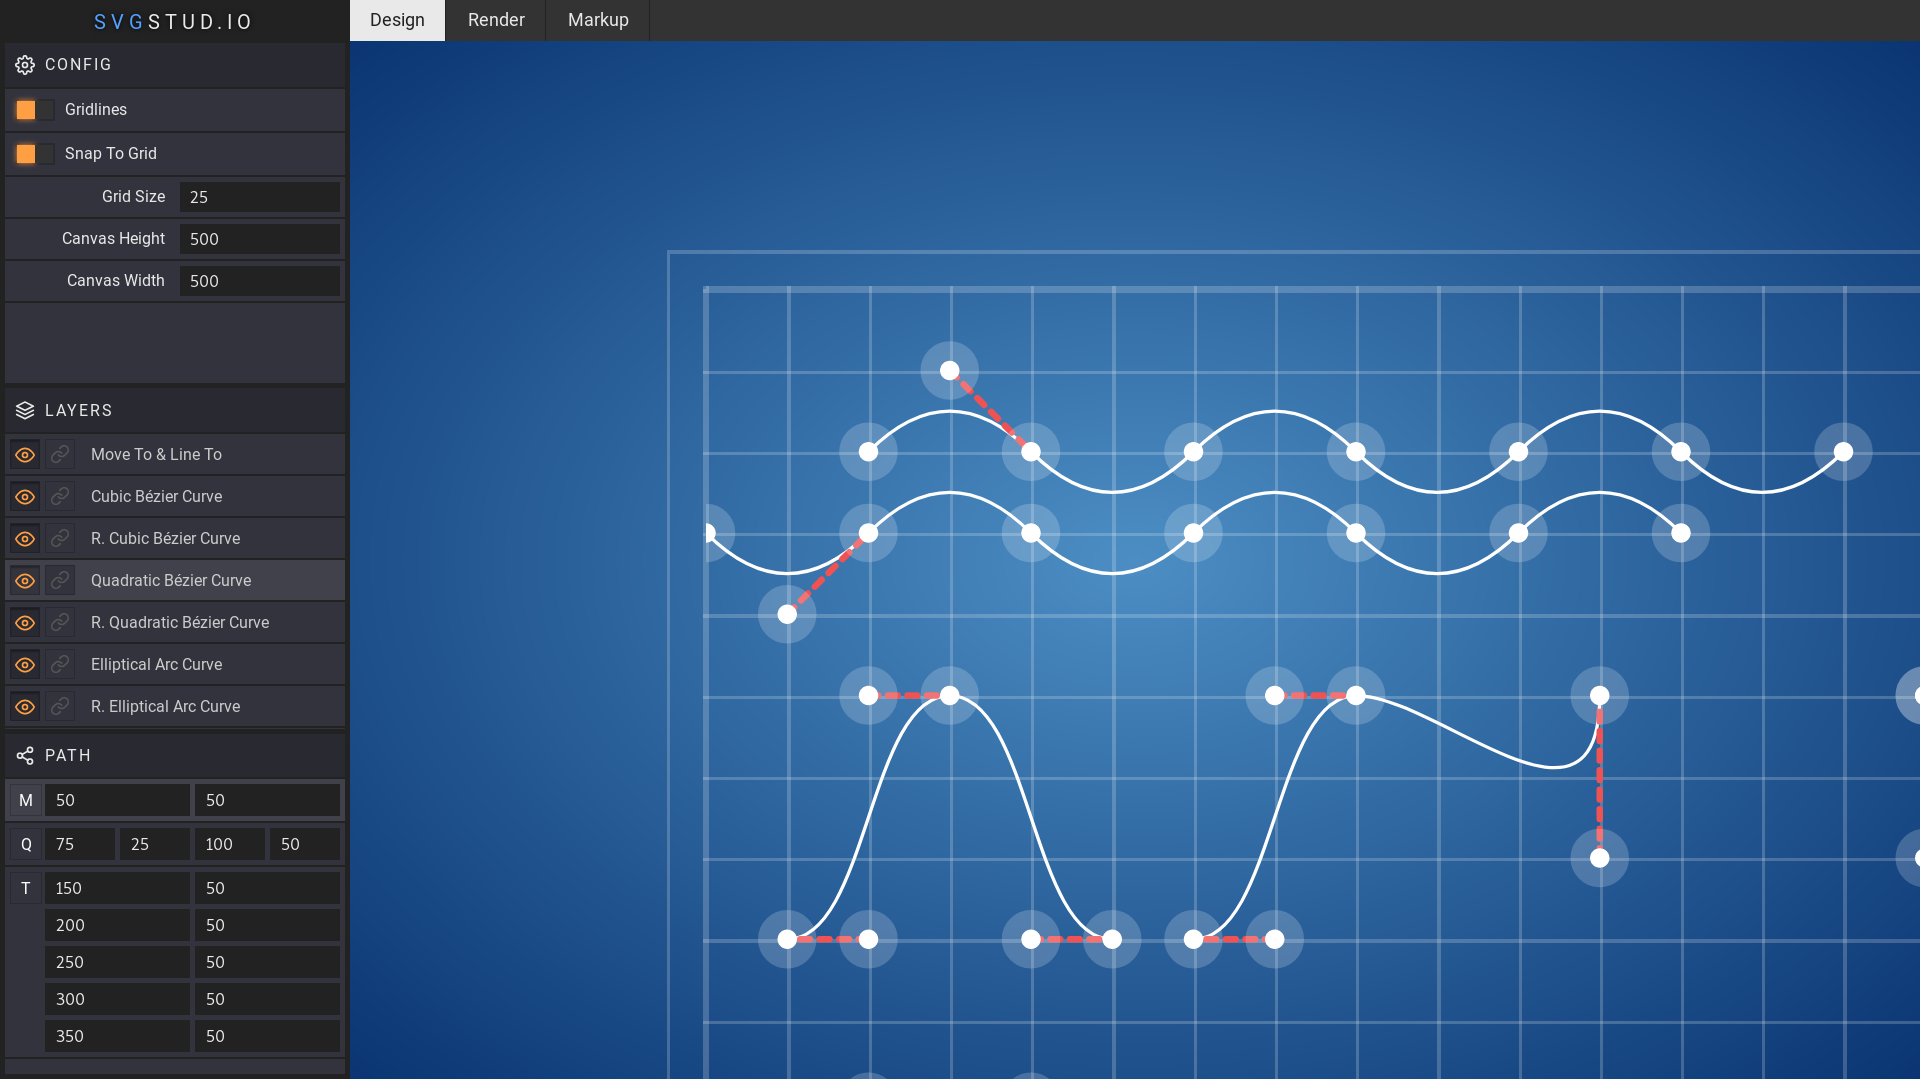 SVGSTUD.IO
Design Render Markup
CONFIG
Gridlines
Snap To Grid
Grid Size 25
Canvas Height 500
Canvas Width 500
LAYERS
Move To & Line To
Cubic Bézier Curve
R. Cubic Bézier Curve
Quadratic Bézier Curve
R. Quadratic Bézier Curve
Elliptical Arc Curve
R. Elliptical Arc Curve
PATH
M 50 50
Q 75 25 100 50
T 150 50
200 50
250 50
300 50
350 50